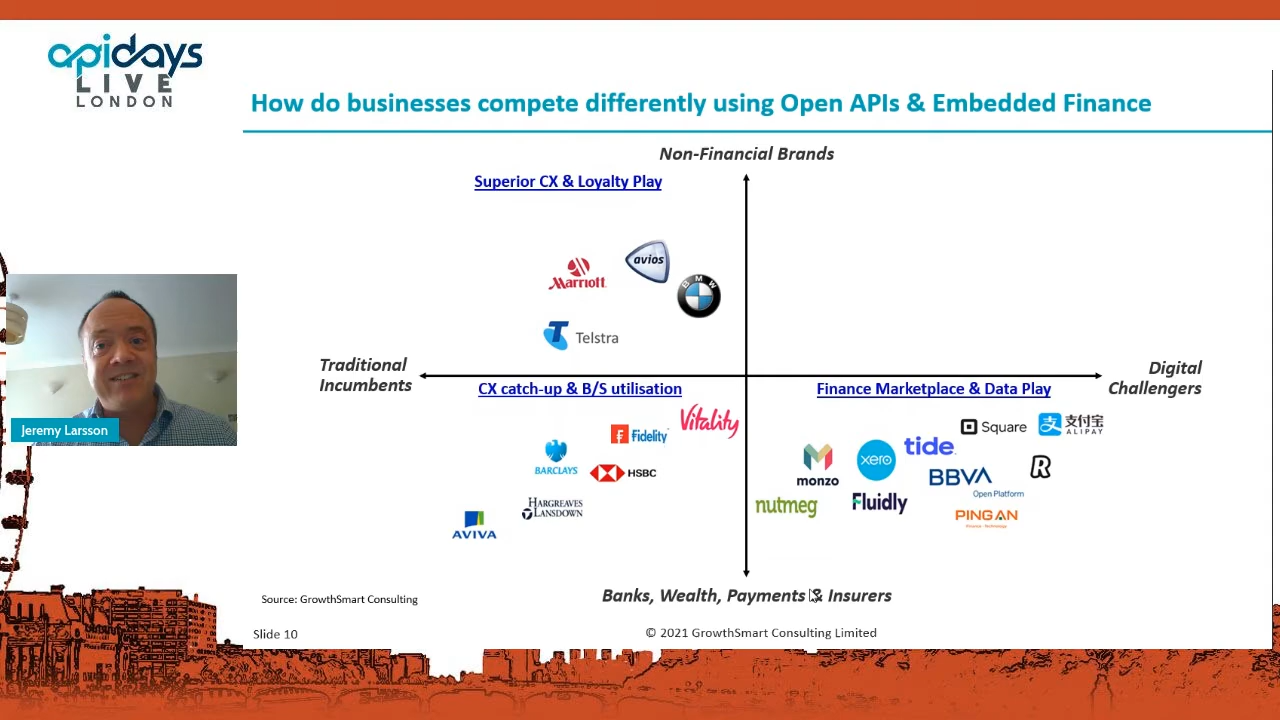 apidays
LIVE
LONDON
How do businesses compete differently using Open APIs & Embedded Finance
Non-Financial Brands
Superior CX & Loyalty Play
avios
Marriott
BMW
Telstra
Traditional
Incumbents
Digital
Challengers
CX catch-up & B/S utilisation
Finance Marketplace & Data Play
Vitality
Fidelity
BARCLAYS
HSBC
HARGREAVES
LANSDOWN
AVIVA
Square
支付宝
ALIPAY
tide
monzo
xero
BBVA
Open Platform
R
nutmeg
Fluidly
PING AN
Finance · Technology
Jeremy Larsson
Banks, Wealth, Payments & Insurers
Source: GrowthSmart Consulting
Slide 10
© 2021 GrowthSmart Consulting Limited